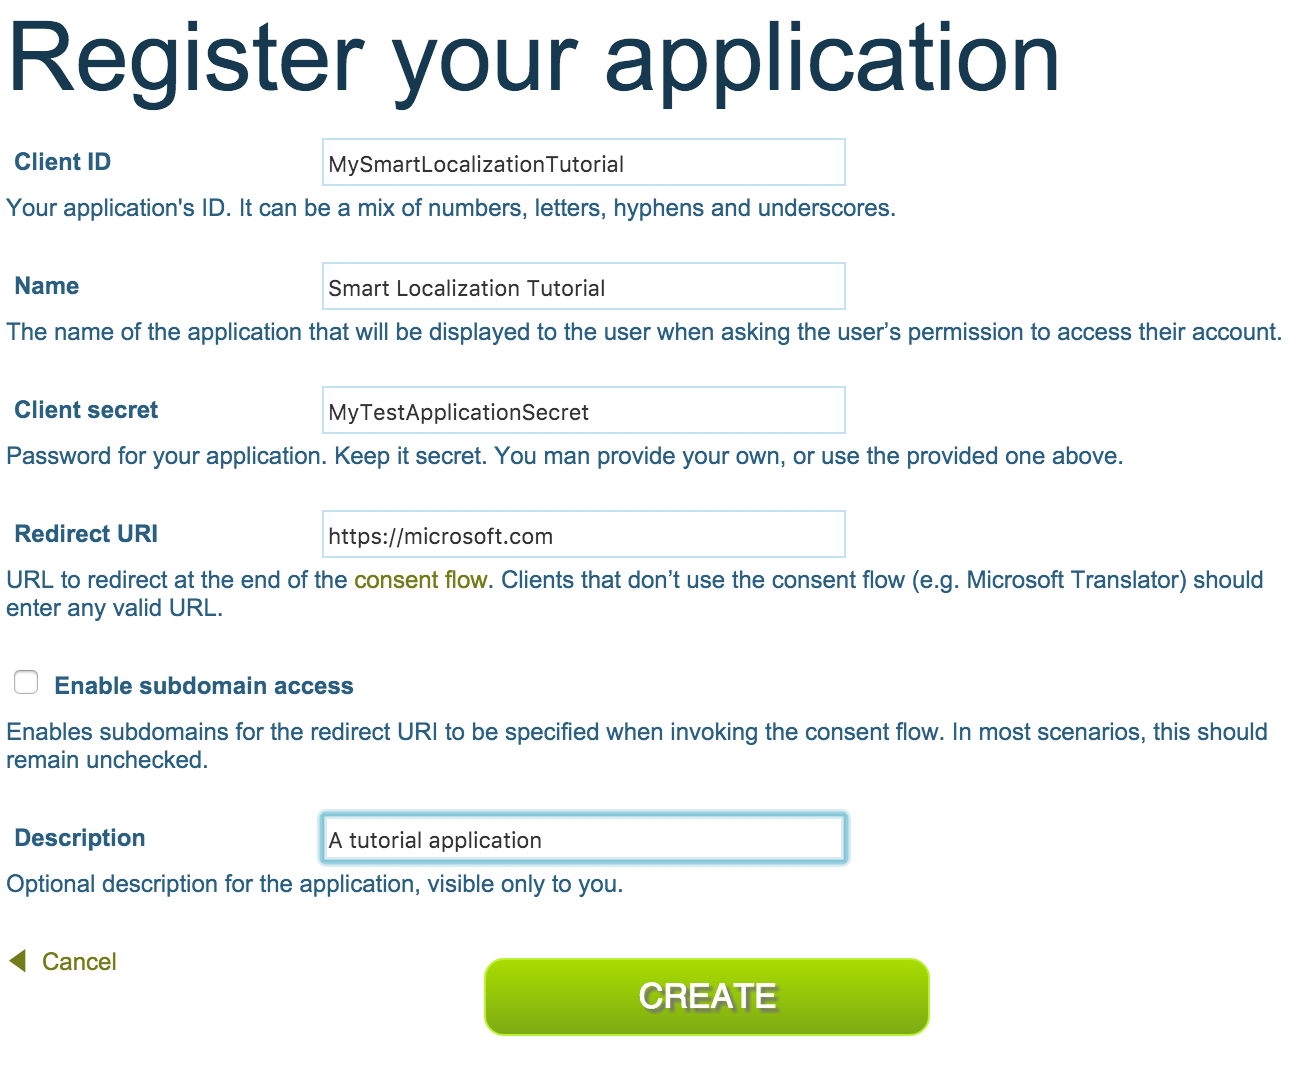 Register your application
Client ID
MySmartLocalizationTutorial
Your application's ID. It can be a mix of numbers, letters, hyphens and underscores.
Name
Smart Localization Tutorial
The name of the application that will be displayed to the user when asking the user’s permission to access their account.
Client secret
MyTestApplicationSecret
Password for your application. Keep it secret. You man provide your own, or use the provided one above.
Redirect URI
https://microsoft.com
URL to redirect at the end of the consent flow. Clients that don’t use the consent flow (e.g. Microsoft Translator) should
enter any valid URL.
Enable subdomain access
Enables subdomains for the redirect URI to be specified when invoking the consent flow. In most scenarios, this should
remain unchecked.
Description
A tutorial application
Optional description for the application, visible only to you.
Cancel
CREATE